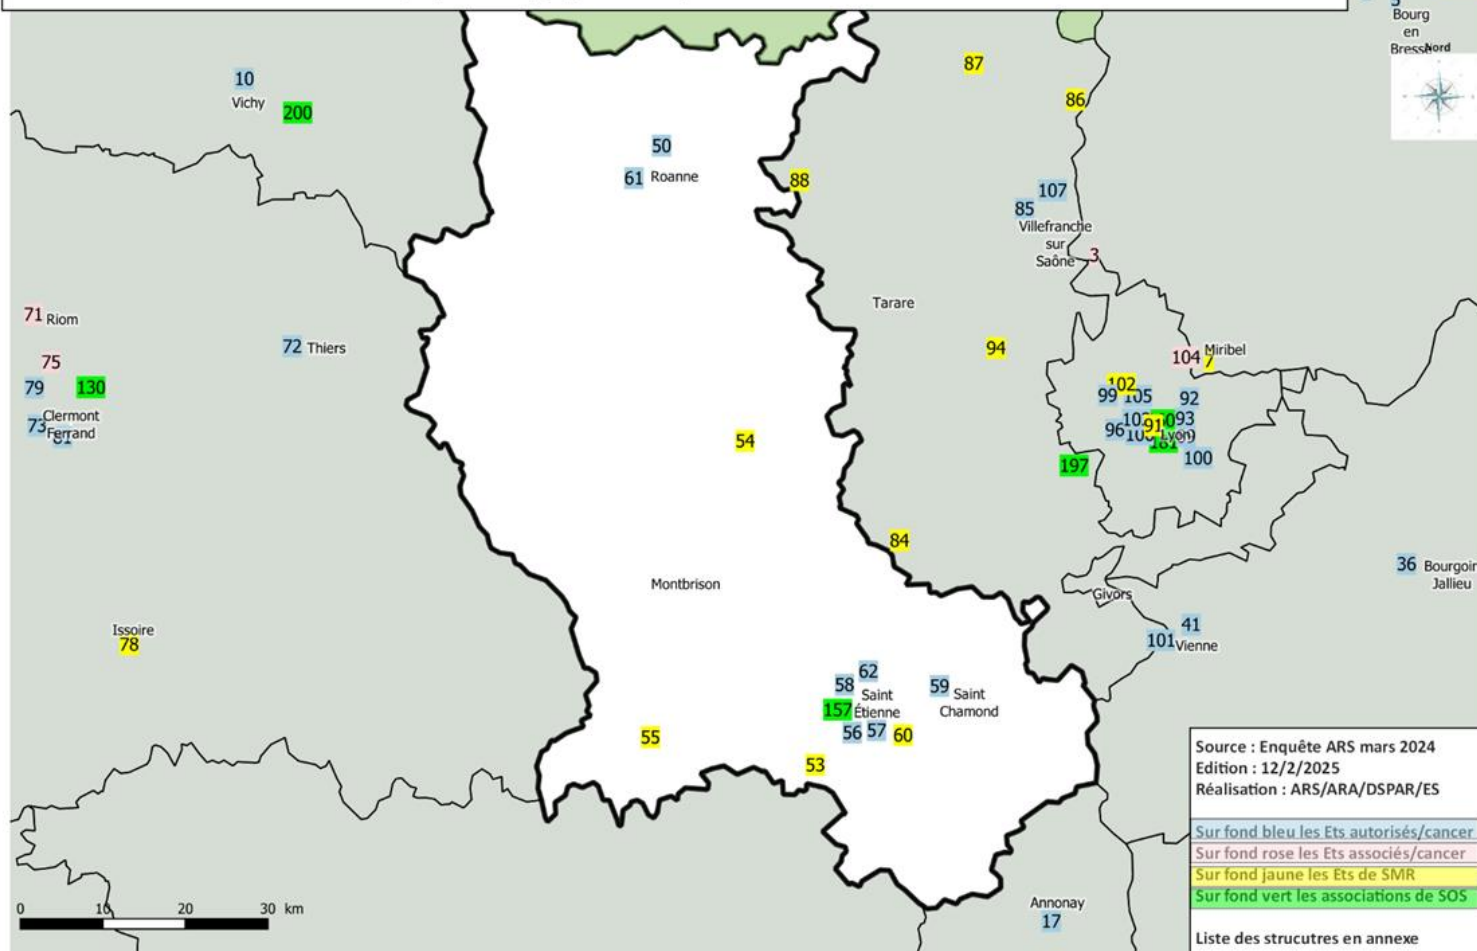 5
Bourg
en
Bresse
Nord
10
Vichy
200
87
86
50
61 Roanne
88
107
85
Villefranche
sur
Saône
3
Tarare
71 Riom
72 Thiers
75
79
130
73
Clermont
Ferrand
94
104
Miribel
7
102
99
105
92
93
91
Lyon
96
181
100
197
54
84
Montbrison
36
Bourgoin
Jallieu
Givors
41
101
Vienne
Issoire
78
62
58
59
Saint
Étienne
Saint
Chamond
157
56
57
60
55
53
Annonay
17
0 10 20 30 km
Source : Enquête ARS mars 2024
Edition : 12/2/2025
Réalisation : ARS/ARA/DSPAR/ES
Sur fond bleu les Ets autorisés/cancer
Sur fond rose les Ets associés/cancer
Sur fond jaune les Ets de SMR
Sur fond vert les associations de SOS
Liste des strucutres en annexe